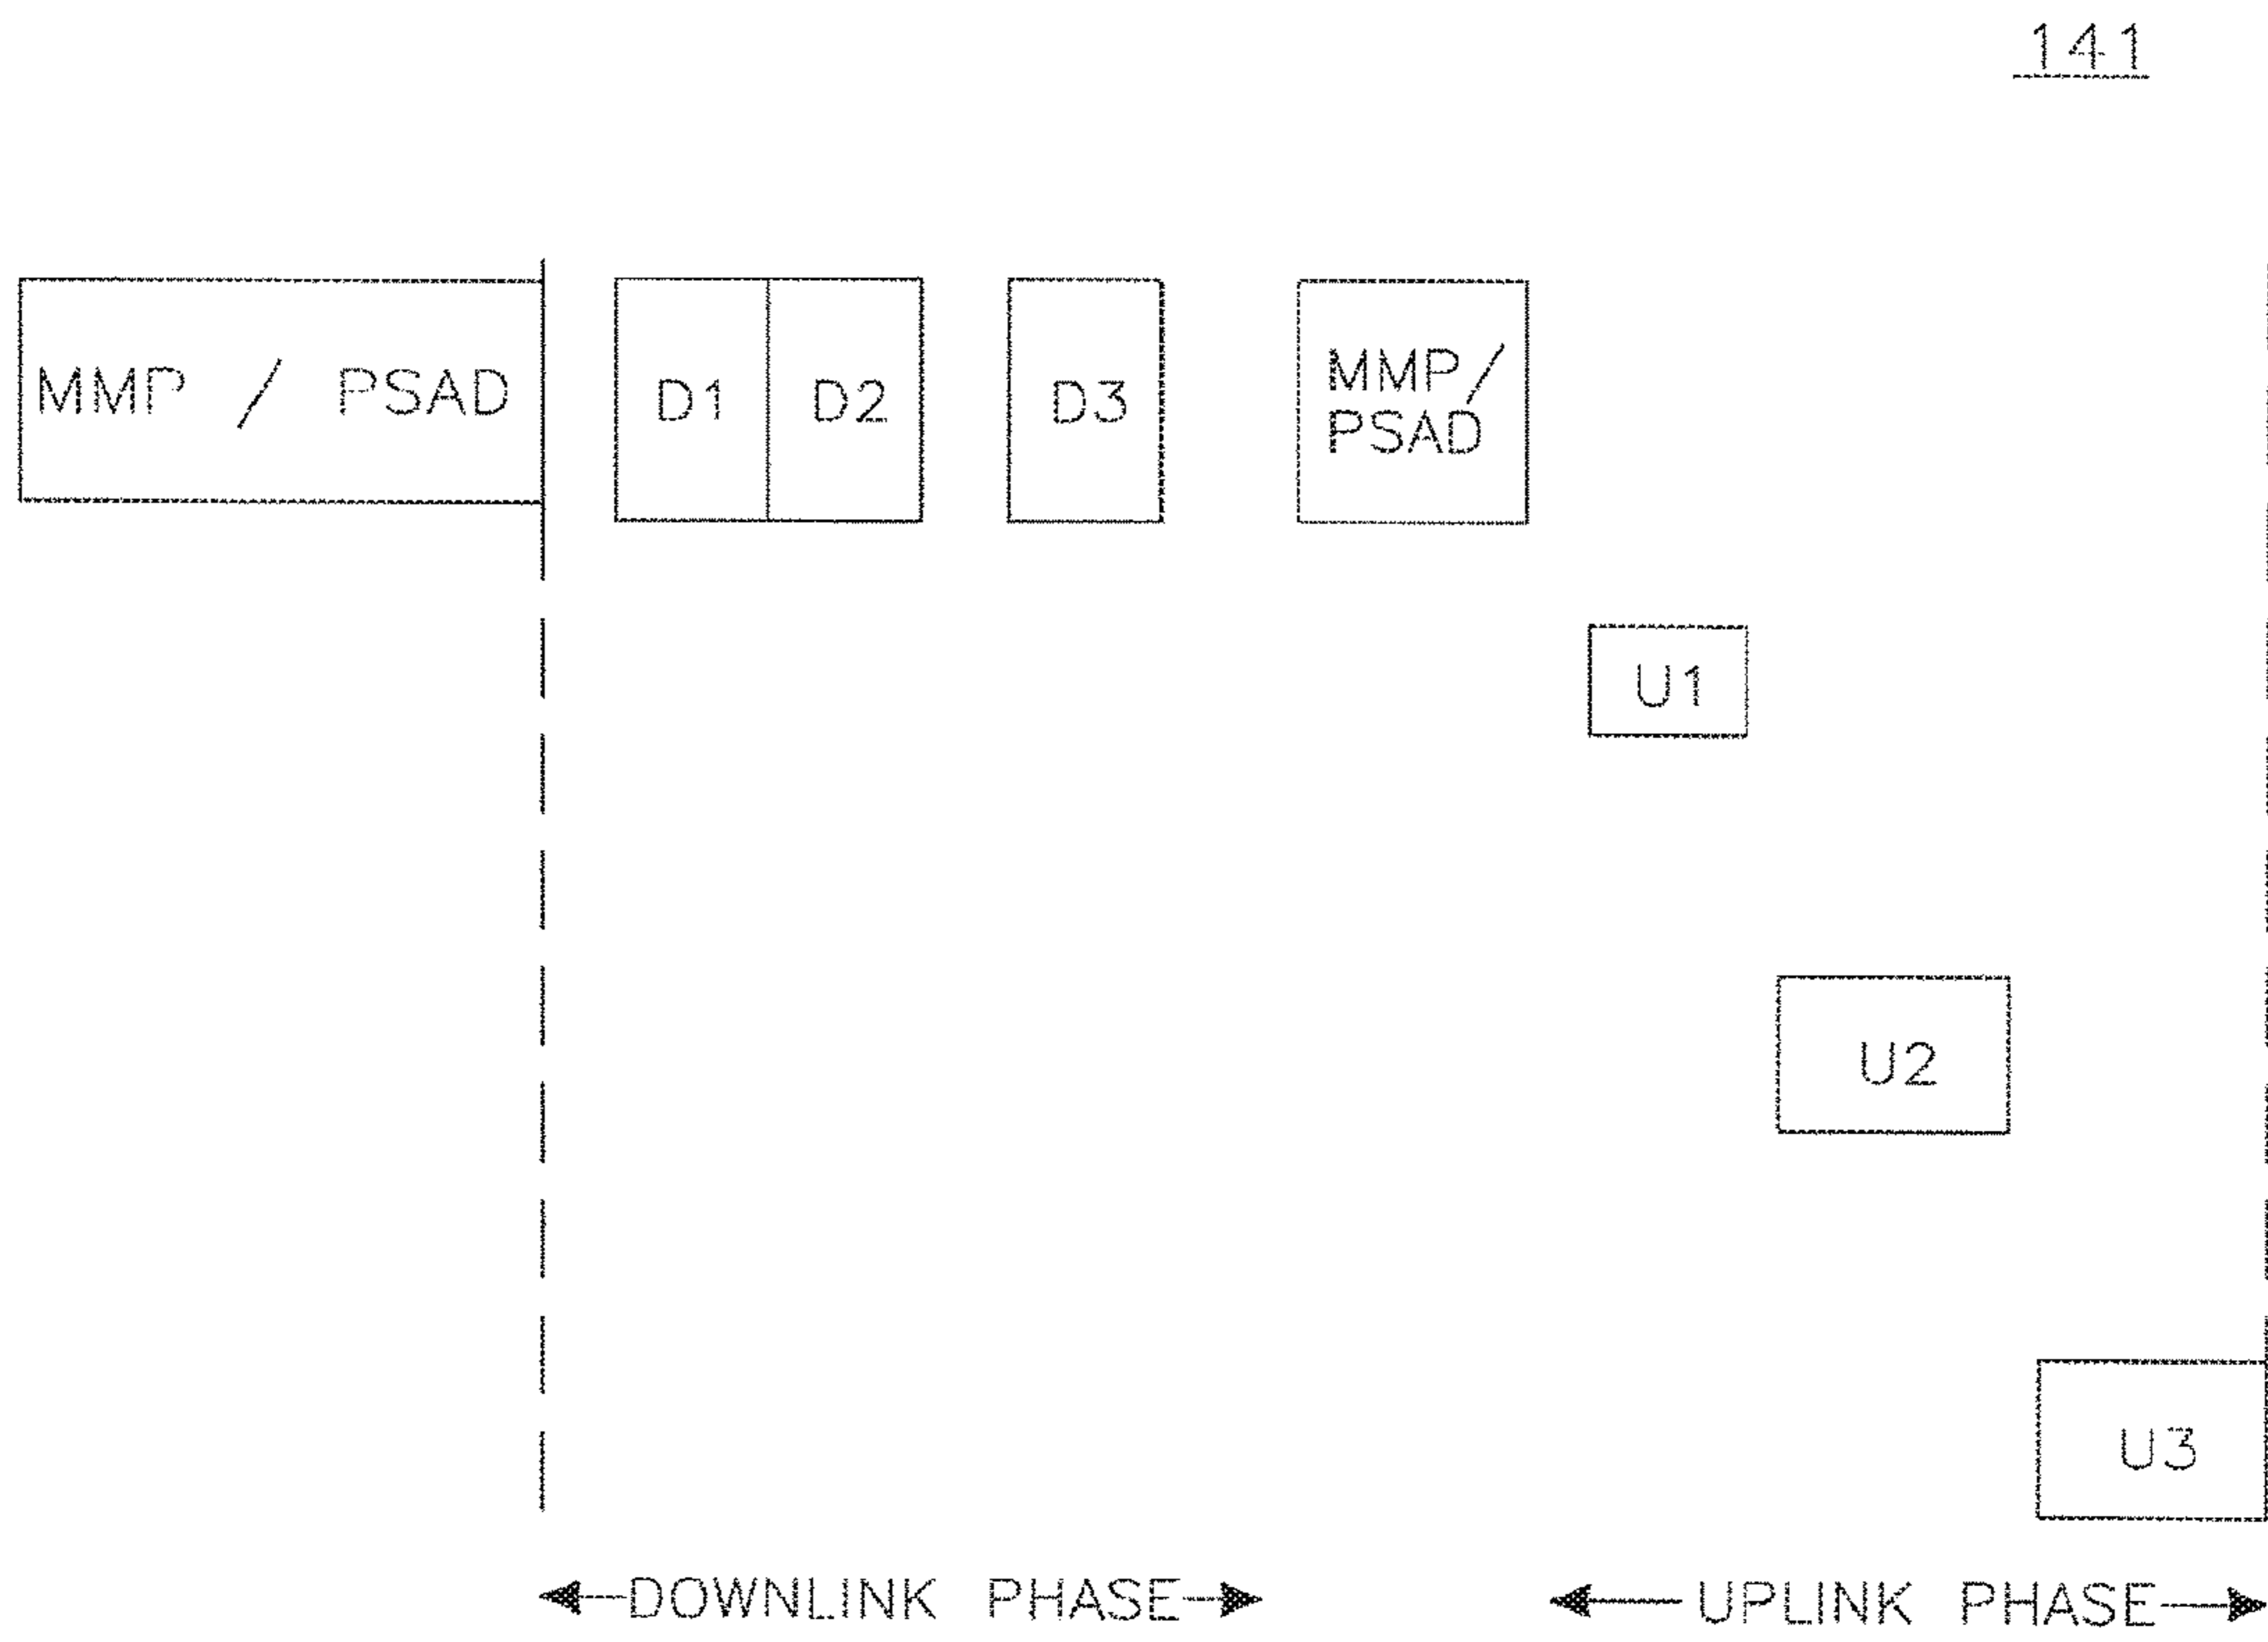 141
MMP / PSAD
D1
D2
D3
MMP/
PSAD
U1
U2
U3
DOWNLINK PHASE
UPLINK PHASE